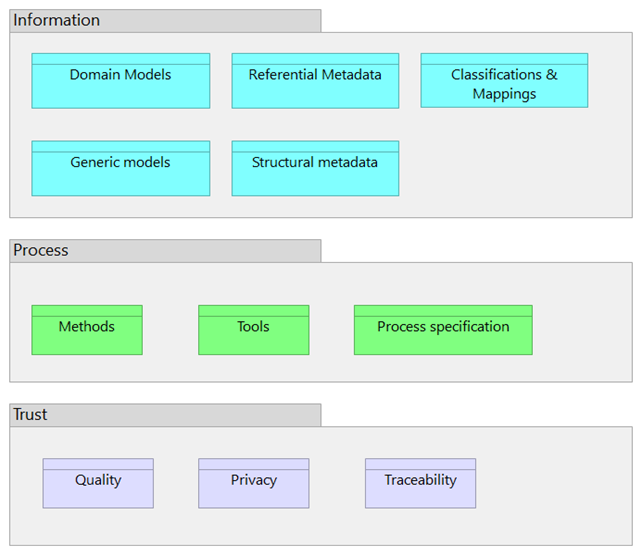 Information
Domain Models
Referential Metadata
Classifications &
Mappings
Generic models
Structural metadata
Process
Methods
Tools
Process specification
Trust
Quality
Privacy
Traceability